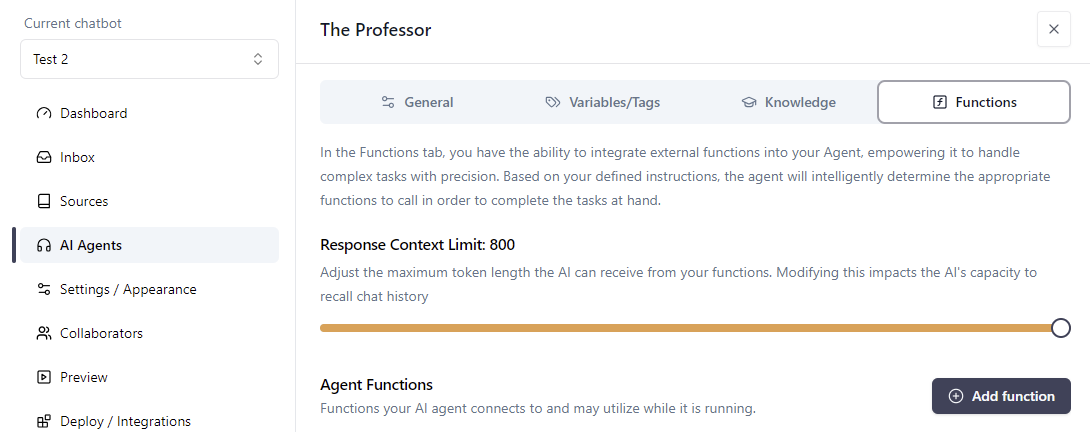 Current chatbot
Test 2
Dashboard
Inbox
Sources
AI Agents
Settings / Appearance
Collaborators
Preview
Deploy / Integrations
The Professor
General
Variables/Tags
Knowledge
Functions
In the Functions tab, you have the ability to integrate external functions into your Agent, empowering it to handle
complex tasks with precision. Based on your defined instructions, the agent will intelligently determine the appropriate
functions to call in order to complete the tasks at hand.
Response Context Limit: 800
Adjust the maximum token length the AI can receive from your functions. Modifying this impacts the AI's capacity to
recall chat history
Agent Functions
Functions your AI agent connects to and may utilize while it is running.
Add function